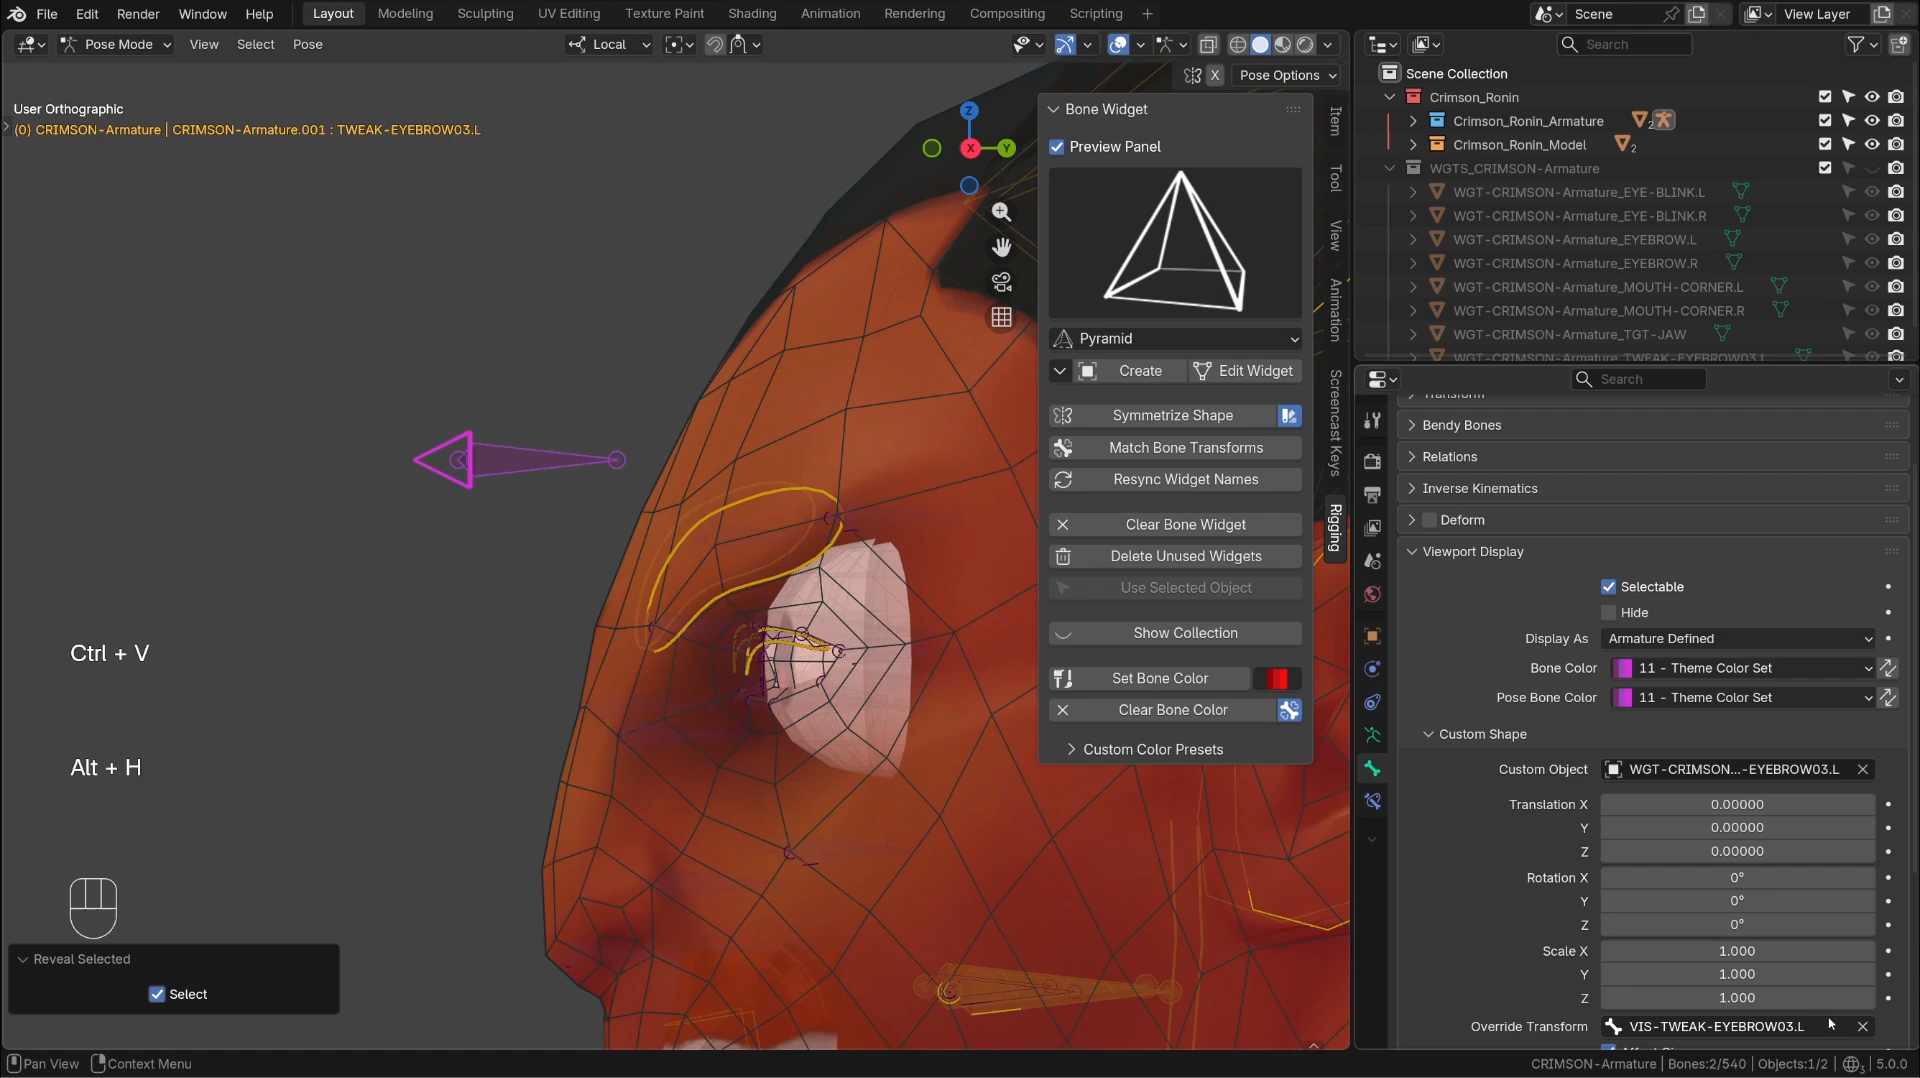 File Edit Render Window Help Layout Modeling Sculpting UV Editing Texture Paint Shading Animation Rendering Compositing Scripting + Scene View Layer
Pose Mode View Select Pose Local Search
X Pose Options
User Orthographic
(0) CRIMSON-Armature | CRIMSON-Armature.001 : TWEAK-EYEBROW03.L
Z
X
Y
Bone Widget
Preview Panel
Pyramid
Create Edit Widget
Symmetrize Shape
Match Bone Transforms
Resync Widget Names
Clear Bone Widget
Delete Unused Widgets
Use Selected Object
Show Collection
Set Bone Color
Clear Bone Color
Custom Color Presets
Item
Tool
View
Animation
Screencast Keys
Rigging
Ctrl + V
Alt + H
Reveal Selected
Select
Scene Collection
Crimson_Ronin
Crimson_Ronin_Armature 2
Crimson_Ronin_Model 2
WGTS_CRIMSON-Armature
WGT-CRIMSON-Armature_EYE-BLINK.L
WGT-CRIMSON-Armature_EYE-BLINK.R
WGT-CRIMSON-Armature_EYEBROW.L
WGT-CRIMSON-Armature_EYEBROW.R
WGT-CRIMSON-Armature_MOUTH-CORNER.L
WGT-CRIMSON-Armature_MOUTH-CORNER.R
WGT-CRIMSON-Armature_TGT-JAW
WGT-CRIMSON-Armature_TWEAK-EYEBROW03.L
Search
Transform
Bendy Bones
Relations
Inverse Kinematics
Deform
Viewport Display
Selectable
Hide
Display As Armature Defined
Bone Color 11 - Theme Color Set
Pose Bone Color 11 - Theme Color Set
Custom Shape
Custom Object WGT-CRIMSON...-EYEBROW03.L
Translation X 0.00000
Y 0.00000
Z 0.00000
Rotation X 0°
Y 0°
Z 0°
Scale X 1.000
Y 1.000
Z 1.000
Override Transform VIS-TWEAK-EYEBROW03.L
Pan View Context Menu CRIMSON-Armature | Bones:2/540 | Objects:1/2 | 3 | 5.0.0